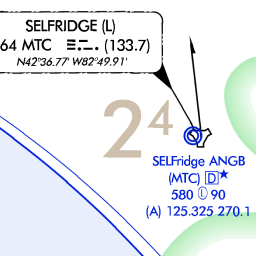 SELFRIDGE (L)
64 MTC (133.7)
N42°36.77' W82°49.91'
2⁴
SELFridge ANGB
(MTC) D★
580 Ⓛ 90
(A) 125.325 270.1